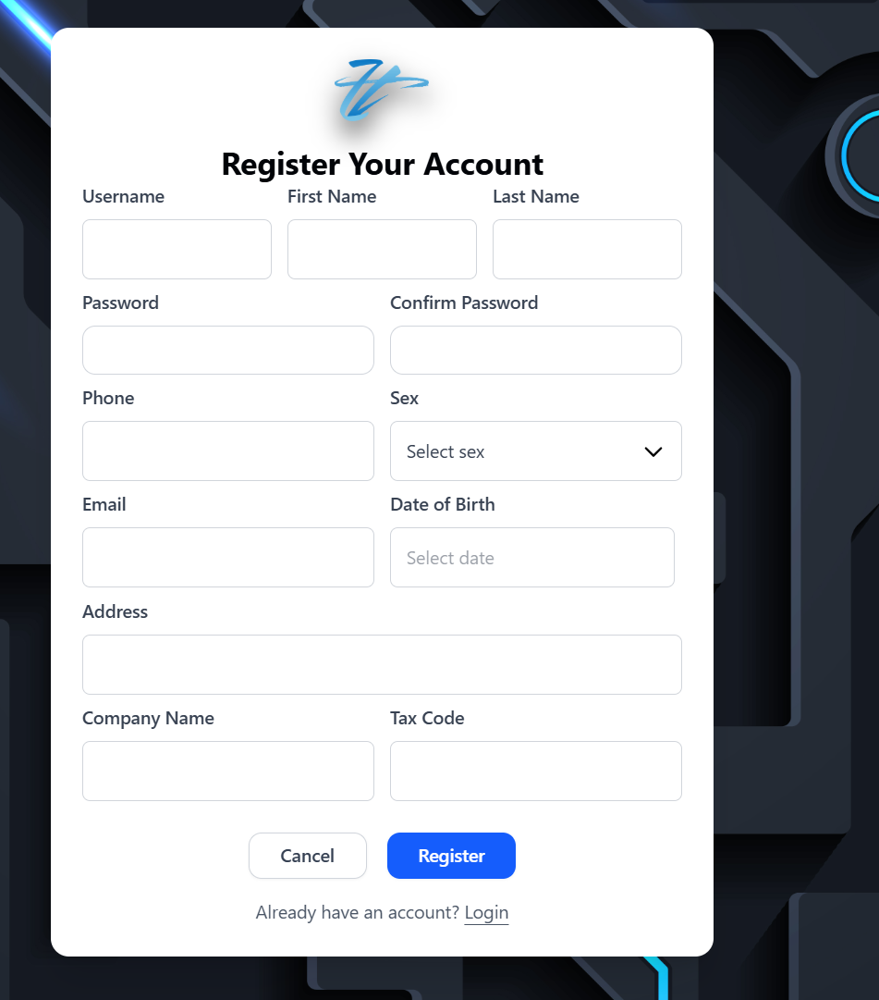 Register Your Account
Username First Name Last Name
Password Confirm Password
Phone Sex
Select sex
Email Date of Birth
Select date
Address
Company Name Tax Code
Cancel Register
Already have an account? Login